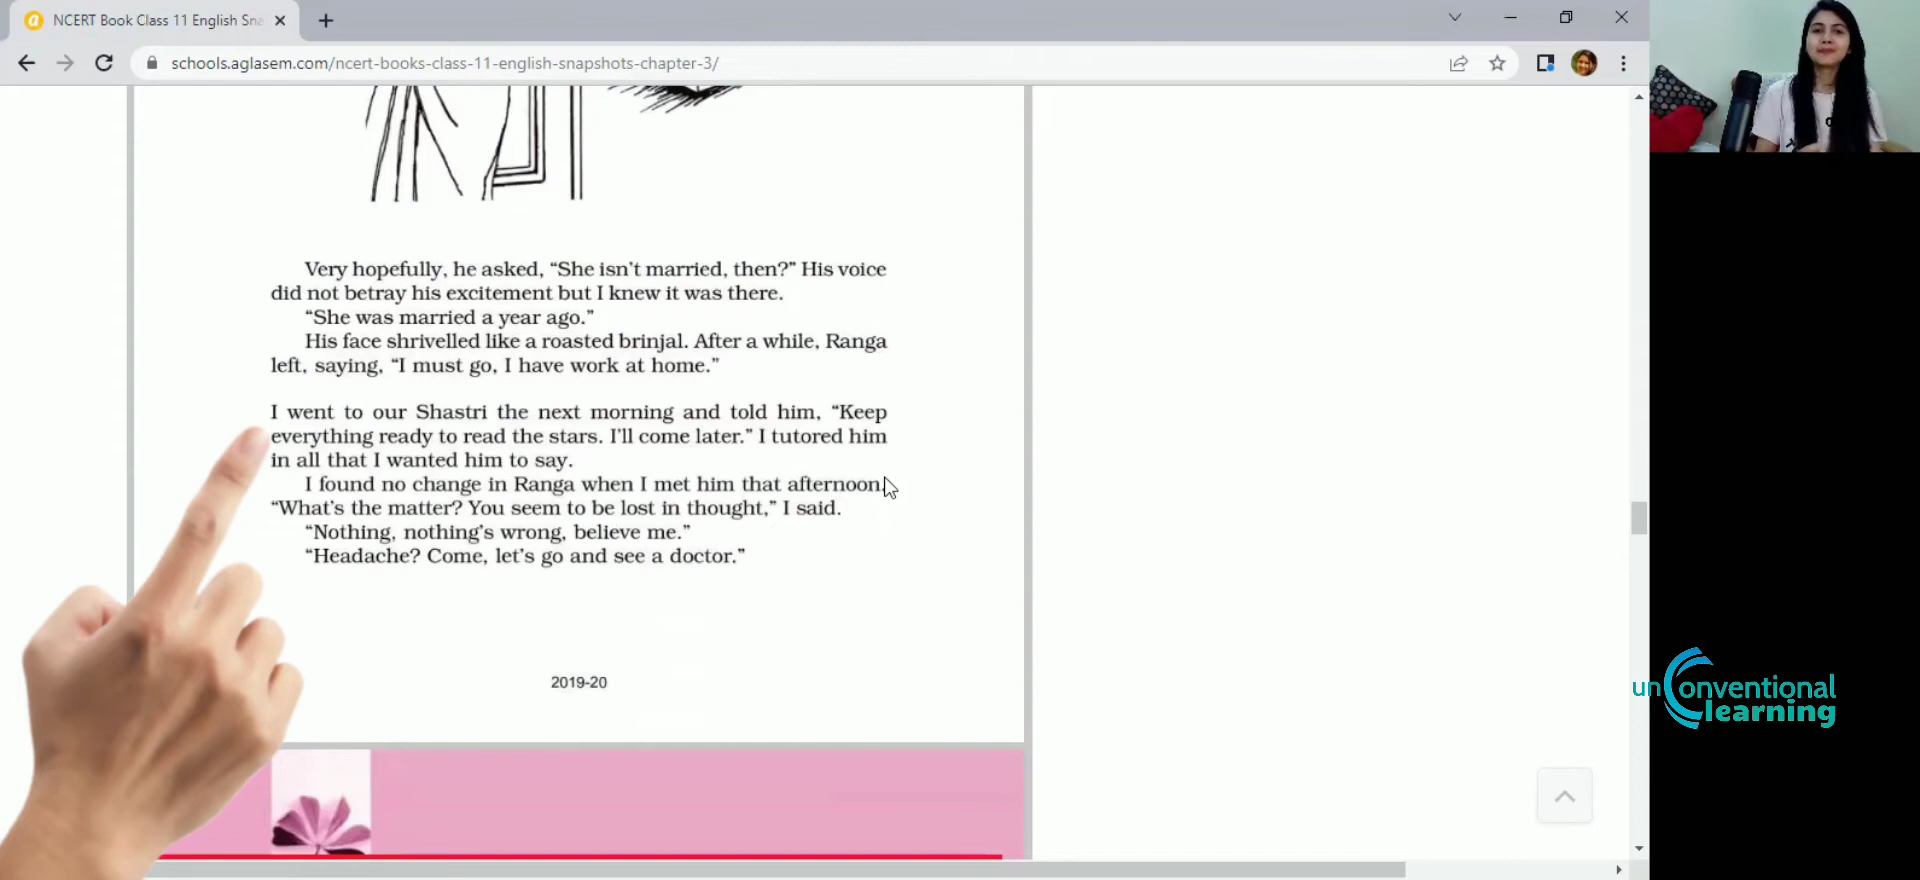 NCERT Book Class 11 English Sna
schools.aglasem.com/ncert-books-class-11-english-snapshots-chapter-3/
Very hopefully, he asked, “She isn’t married, then?” His voice
did not betray his excitement but I knew it was there.
“She was married a year ago.”
His face shrivelled like a roasted brinjal. After a while, Ranga
left, saying, “I must go, I have work at home.”
I went to our Shastri the next morning and told him, “Keep
everything ready to read the stars. I’ll come later.” I tutored him
in all that I wanted him to say.
I found no change in Ranga when I met him that afternoon.
“What’s the matter? You seem to be lost in thought,” I said.
“Nothing, nothing’s wrong, believe me.”
“Headache? Come, let’s go and see a doctor.”
2019-20
unConventional
learning